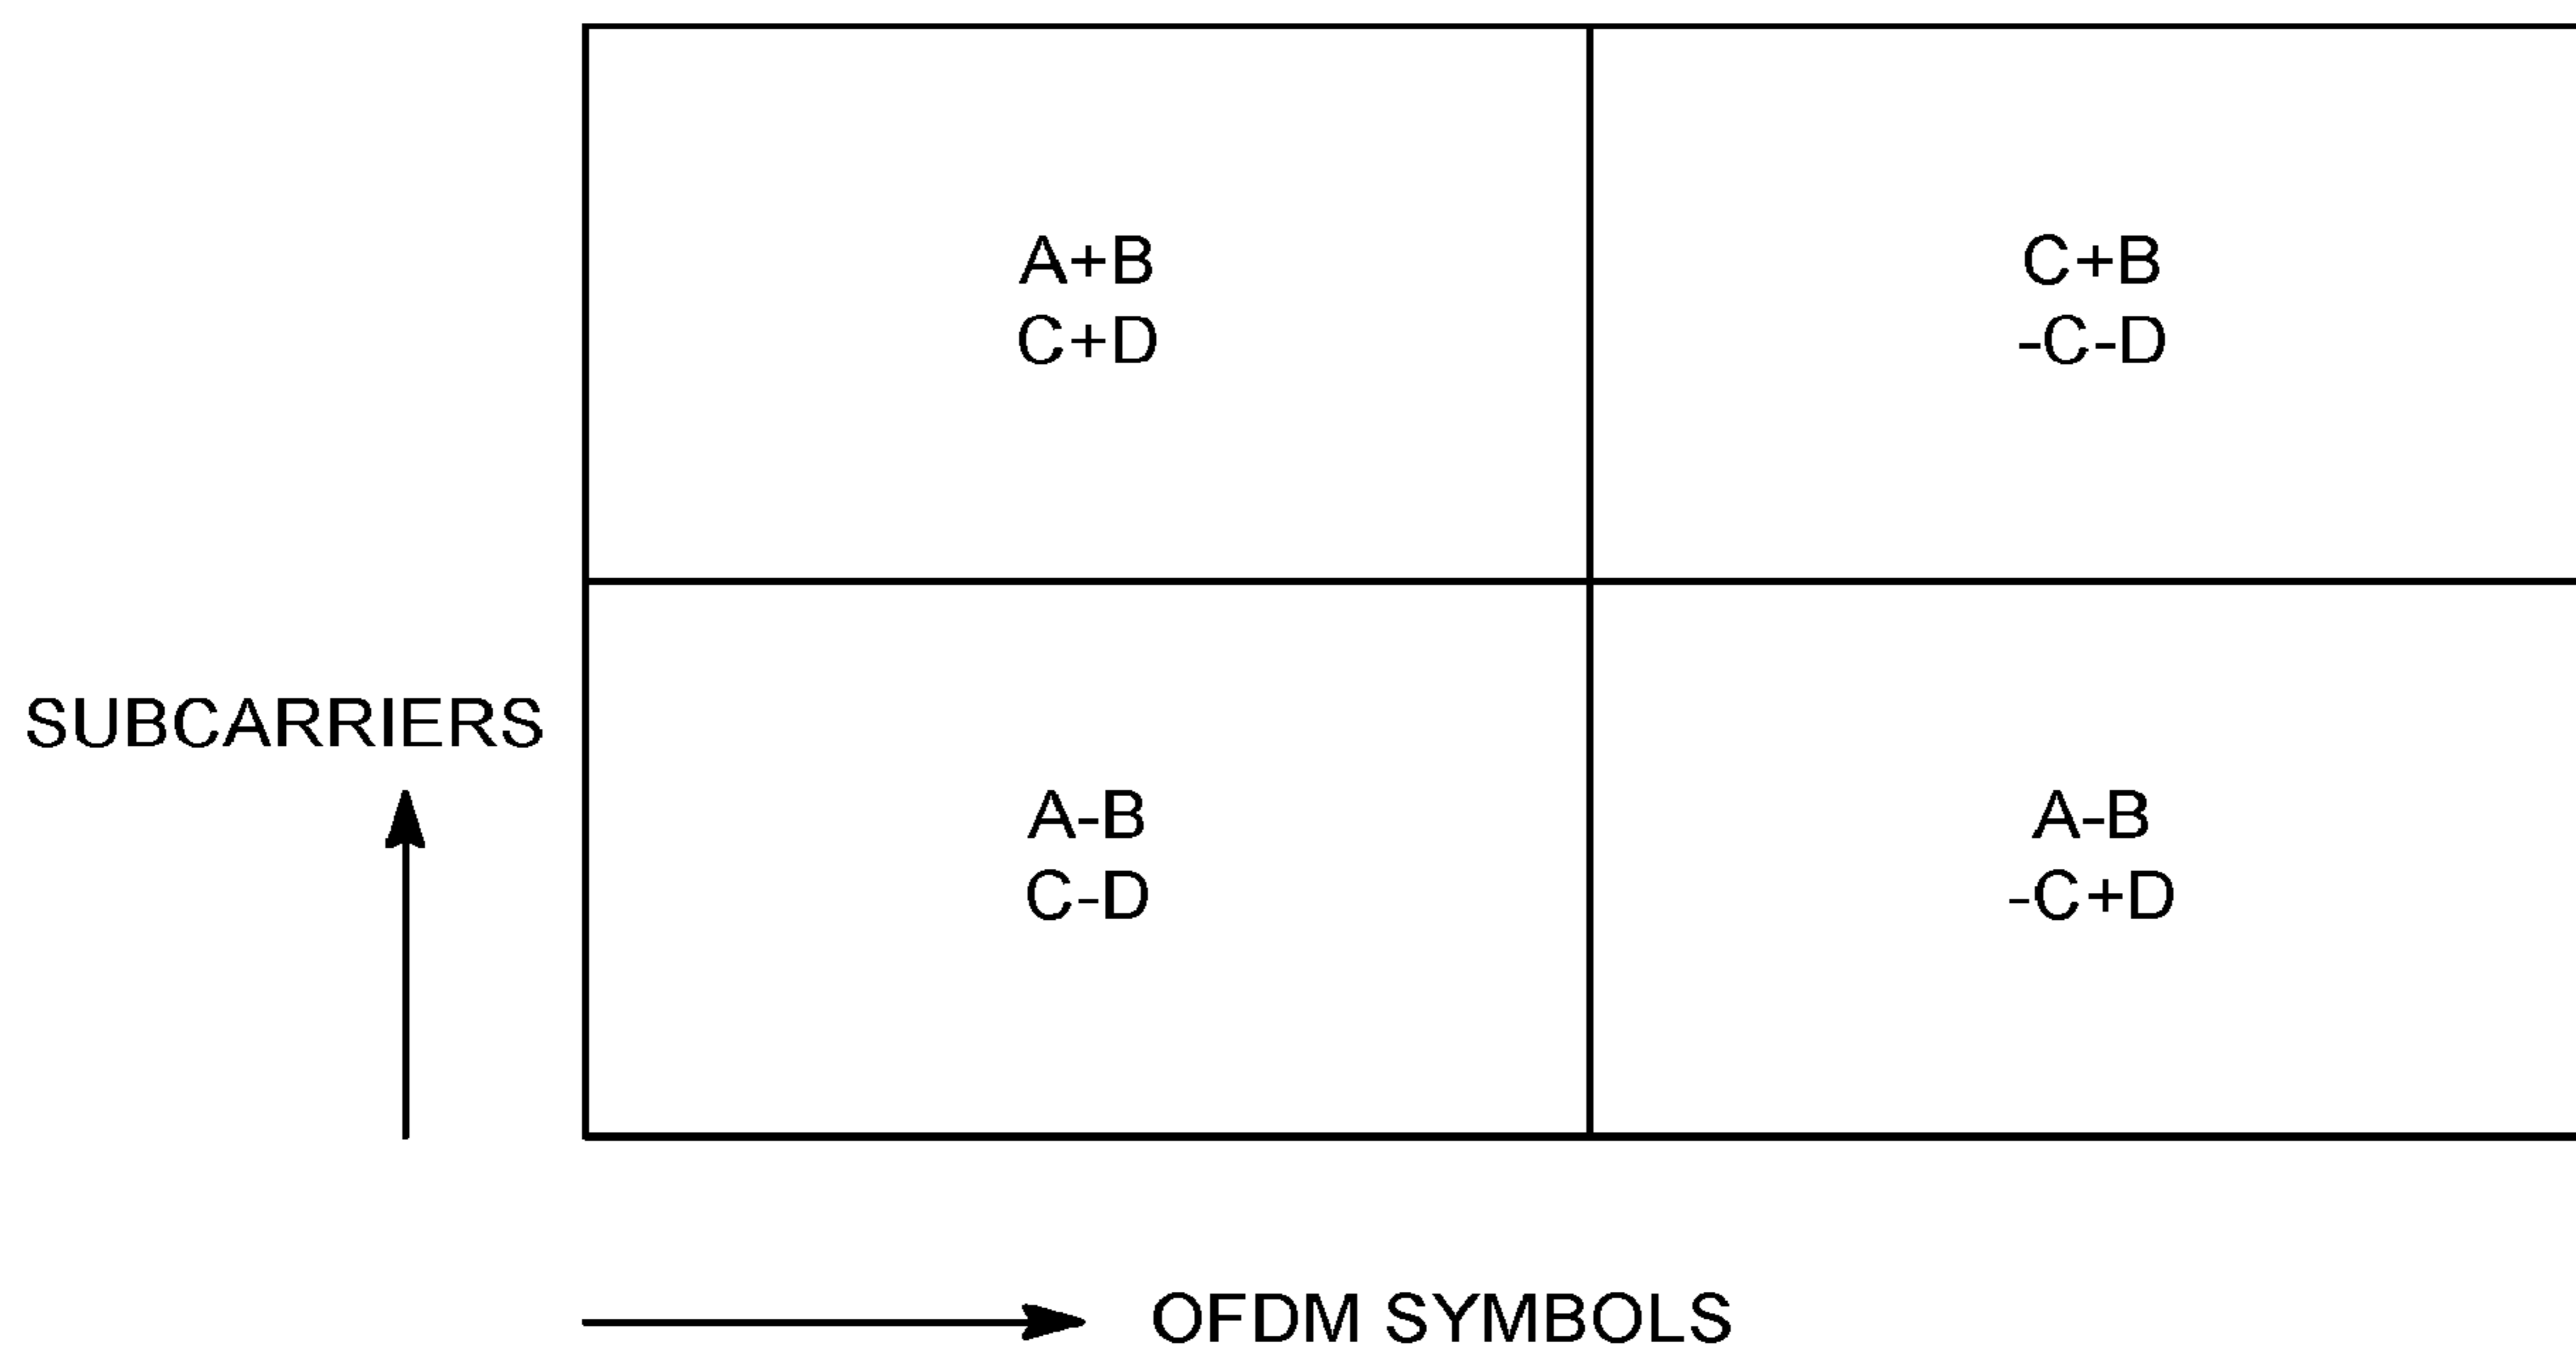 A+B
C+D
C+B
-C-D
SUBCARRIERS
A-B
C-D
A-B
-C+D
OFDM SYMBOLS